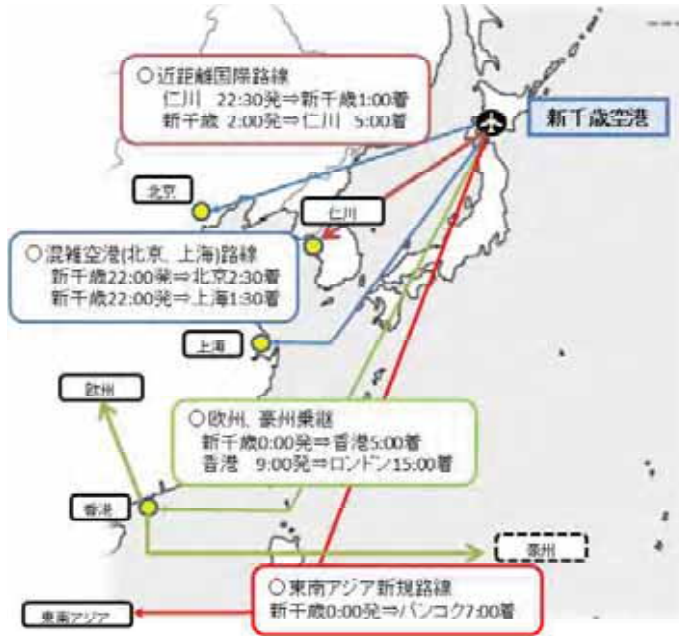 ○近距離国際路線
仁川 22:30発⇒新千歳1:00着
新千歳 2:00発⇒仁川 5:00着
新千歳空港
北京
仁川
○混雑空港(北京、上海)路線
新千歳22:00発⇒北京2:30着
新千歳22:00発⇒上海1:30着
上海
欧州
○欧州、豪州乗継
新千歳0:00発⇒香港5:00着
香港 9:00発⇒ロンドン15:00着
香港
豪州
○東南アジア新規路線
新千歳0:00発⇒バンコク7:00着
東南アジア